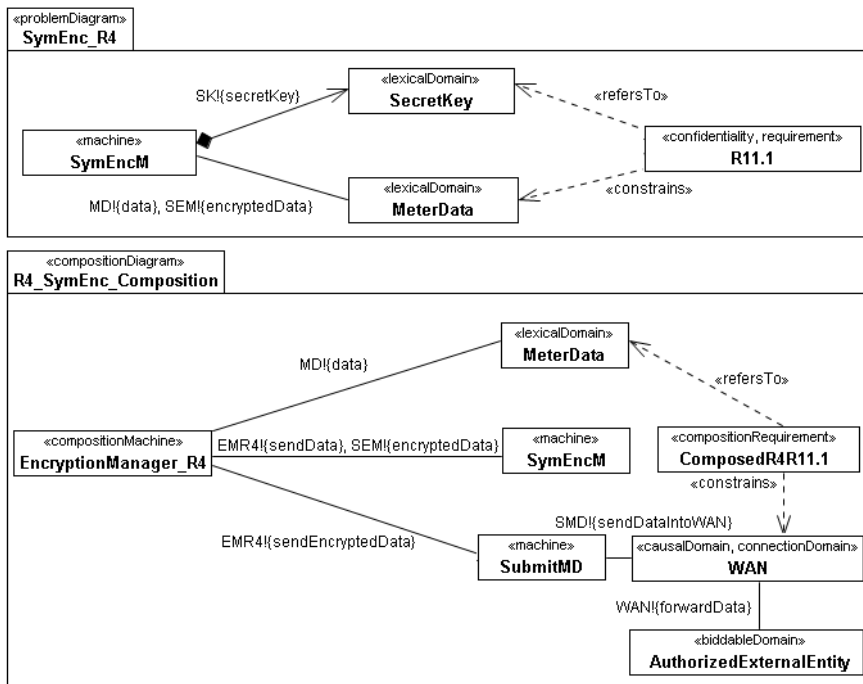 «problemDiagram»
SymEnc_R4
«lexicalDomain»
SecretKey
SK!{secretKey}
«refersTo»
«machine»
SymEncM
«confidentiality, requirement»
R11.1
«lexicalDomain»
MeterData
«constrains»
MD!{data}, SEM!{encryptedData}
«compositionDiagram»
R4_SymEnc_Composition
«lexicalDomain»
MeterData
MD!{data}
«refersTo»
«compositionMachine»
EncryptionManager_R4
EMR4!{sendData}, SEM!{encryptedData}
«machine»
SymEncM
«compositionRequirement»
ComposedR4R11.1
«constrains»
SMD!{sendDataIntoWAN}
EMR4!{sendEncryptedData}
«machine»
SubmitMD
«causalDomain, connectionDomain»
WAN
WAN!{forwardData}
«biddableDomain»
AuthorizedExternalEntity